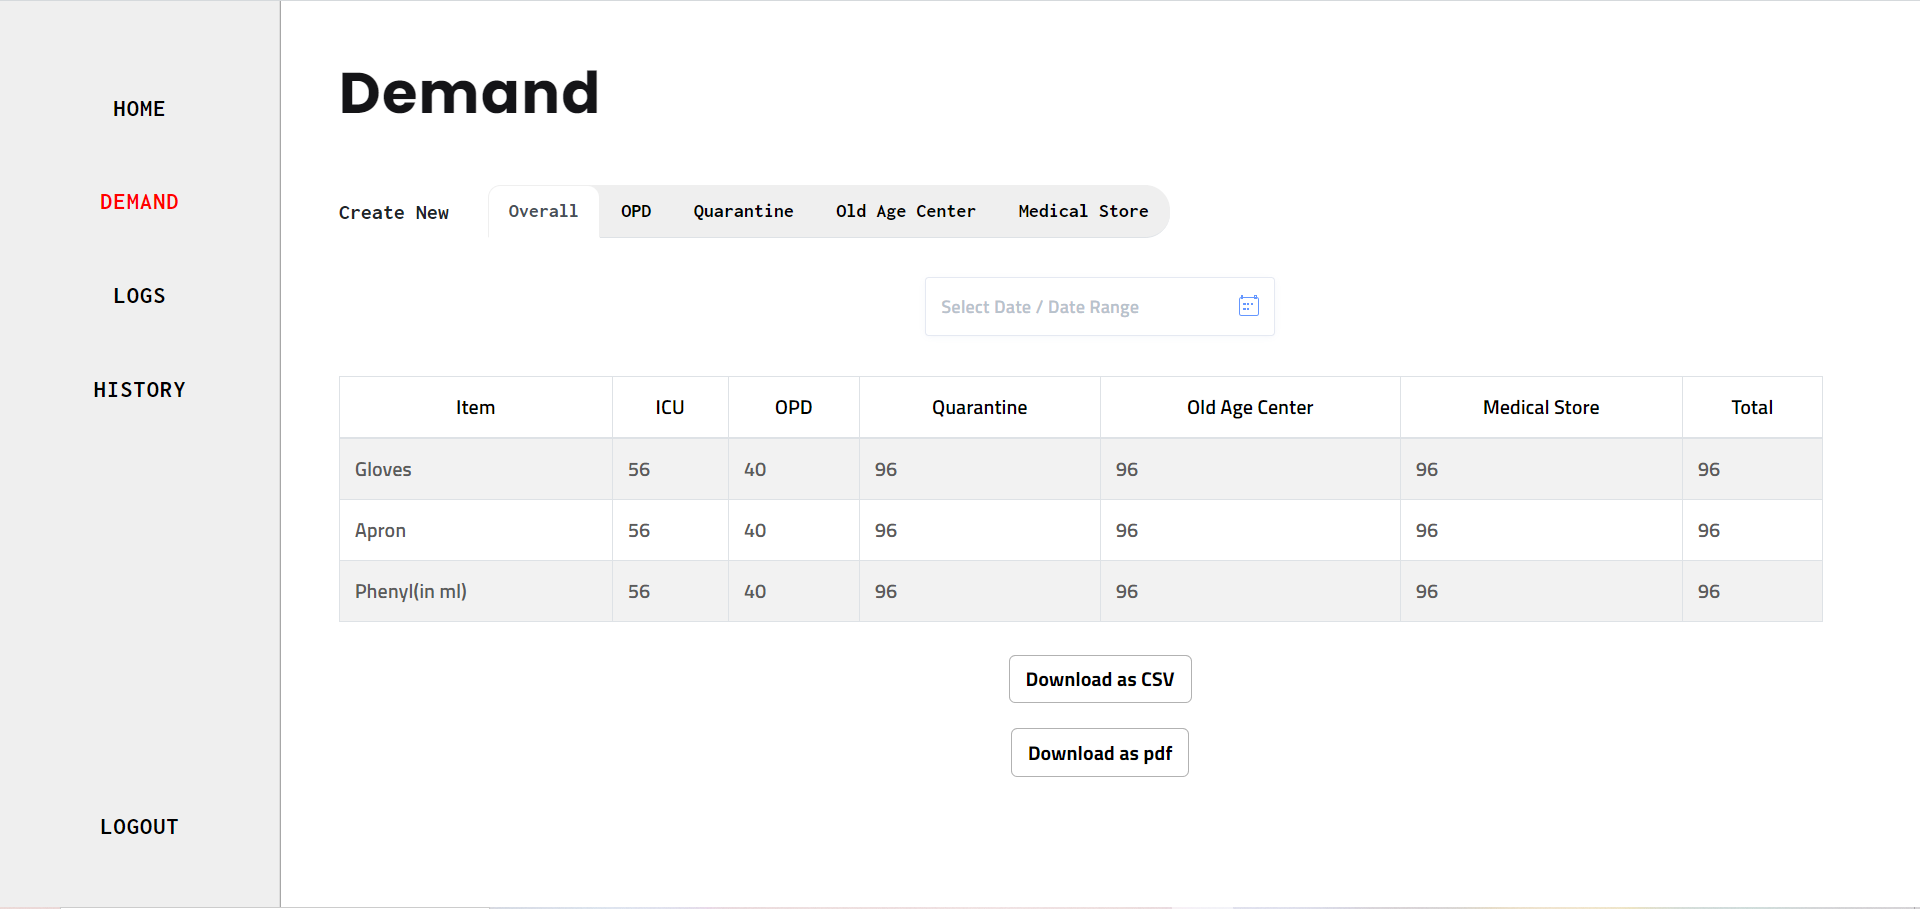 HOME
DEMAND
LOGS
HISTORY
LOGOUT
Demand
Create New Overall OPD Quarantine Old Age Center Medical Store
Select Date / Date Range
Item ICU OPD Quarantine Old Age Center Medical Store Total
Gloves 56 40 96 96 96 96
Apron 56 40 96 96 96 96
Phenyl(in ml) 56 40 96 96 96 96
Download as CSV
Download as pdf